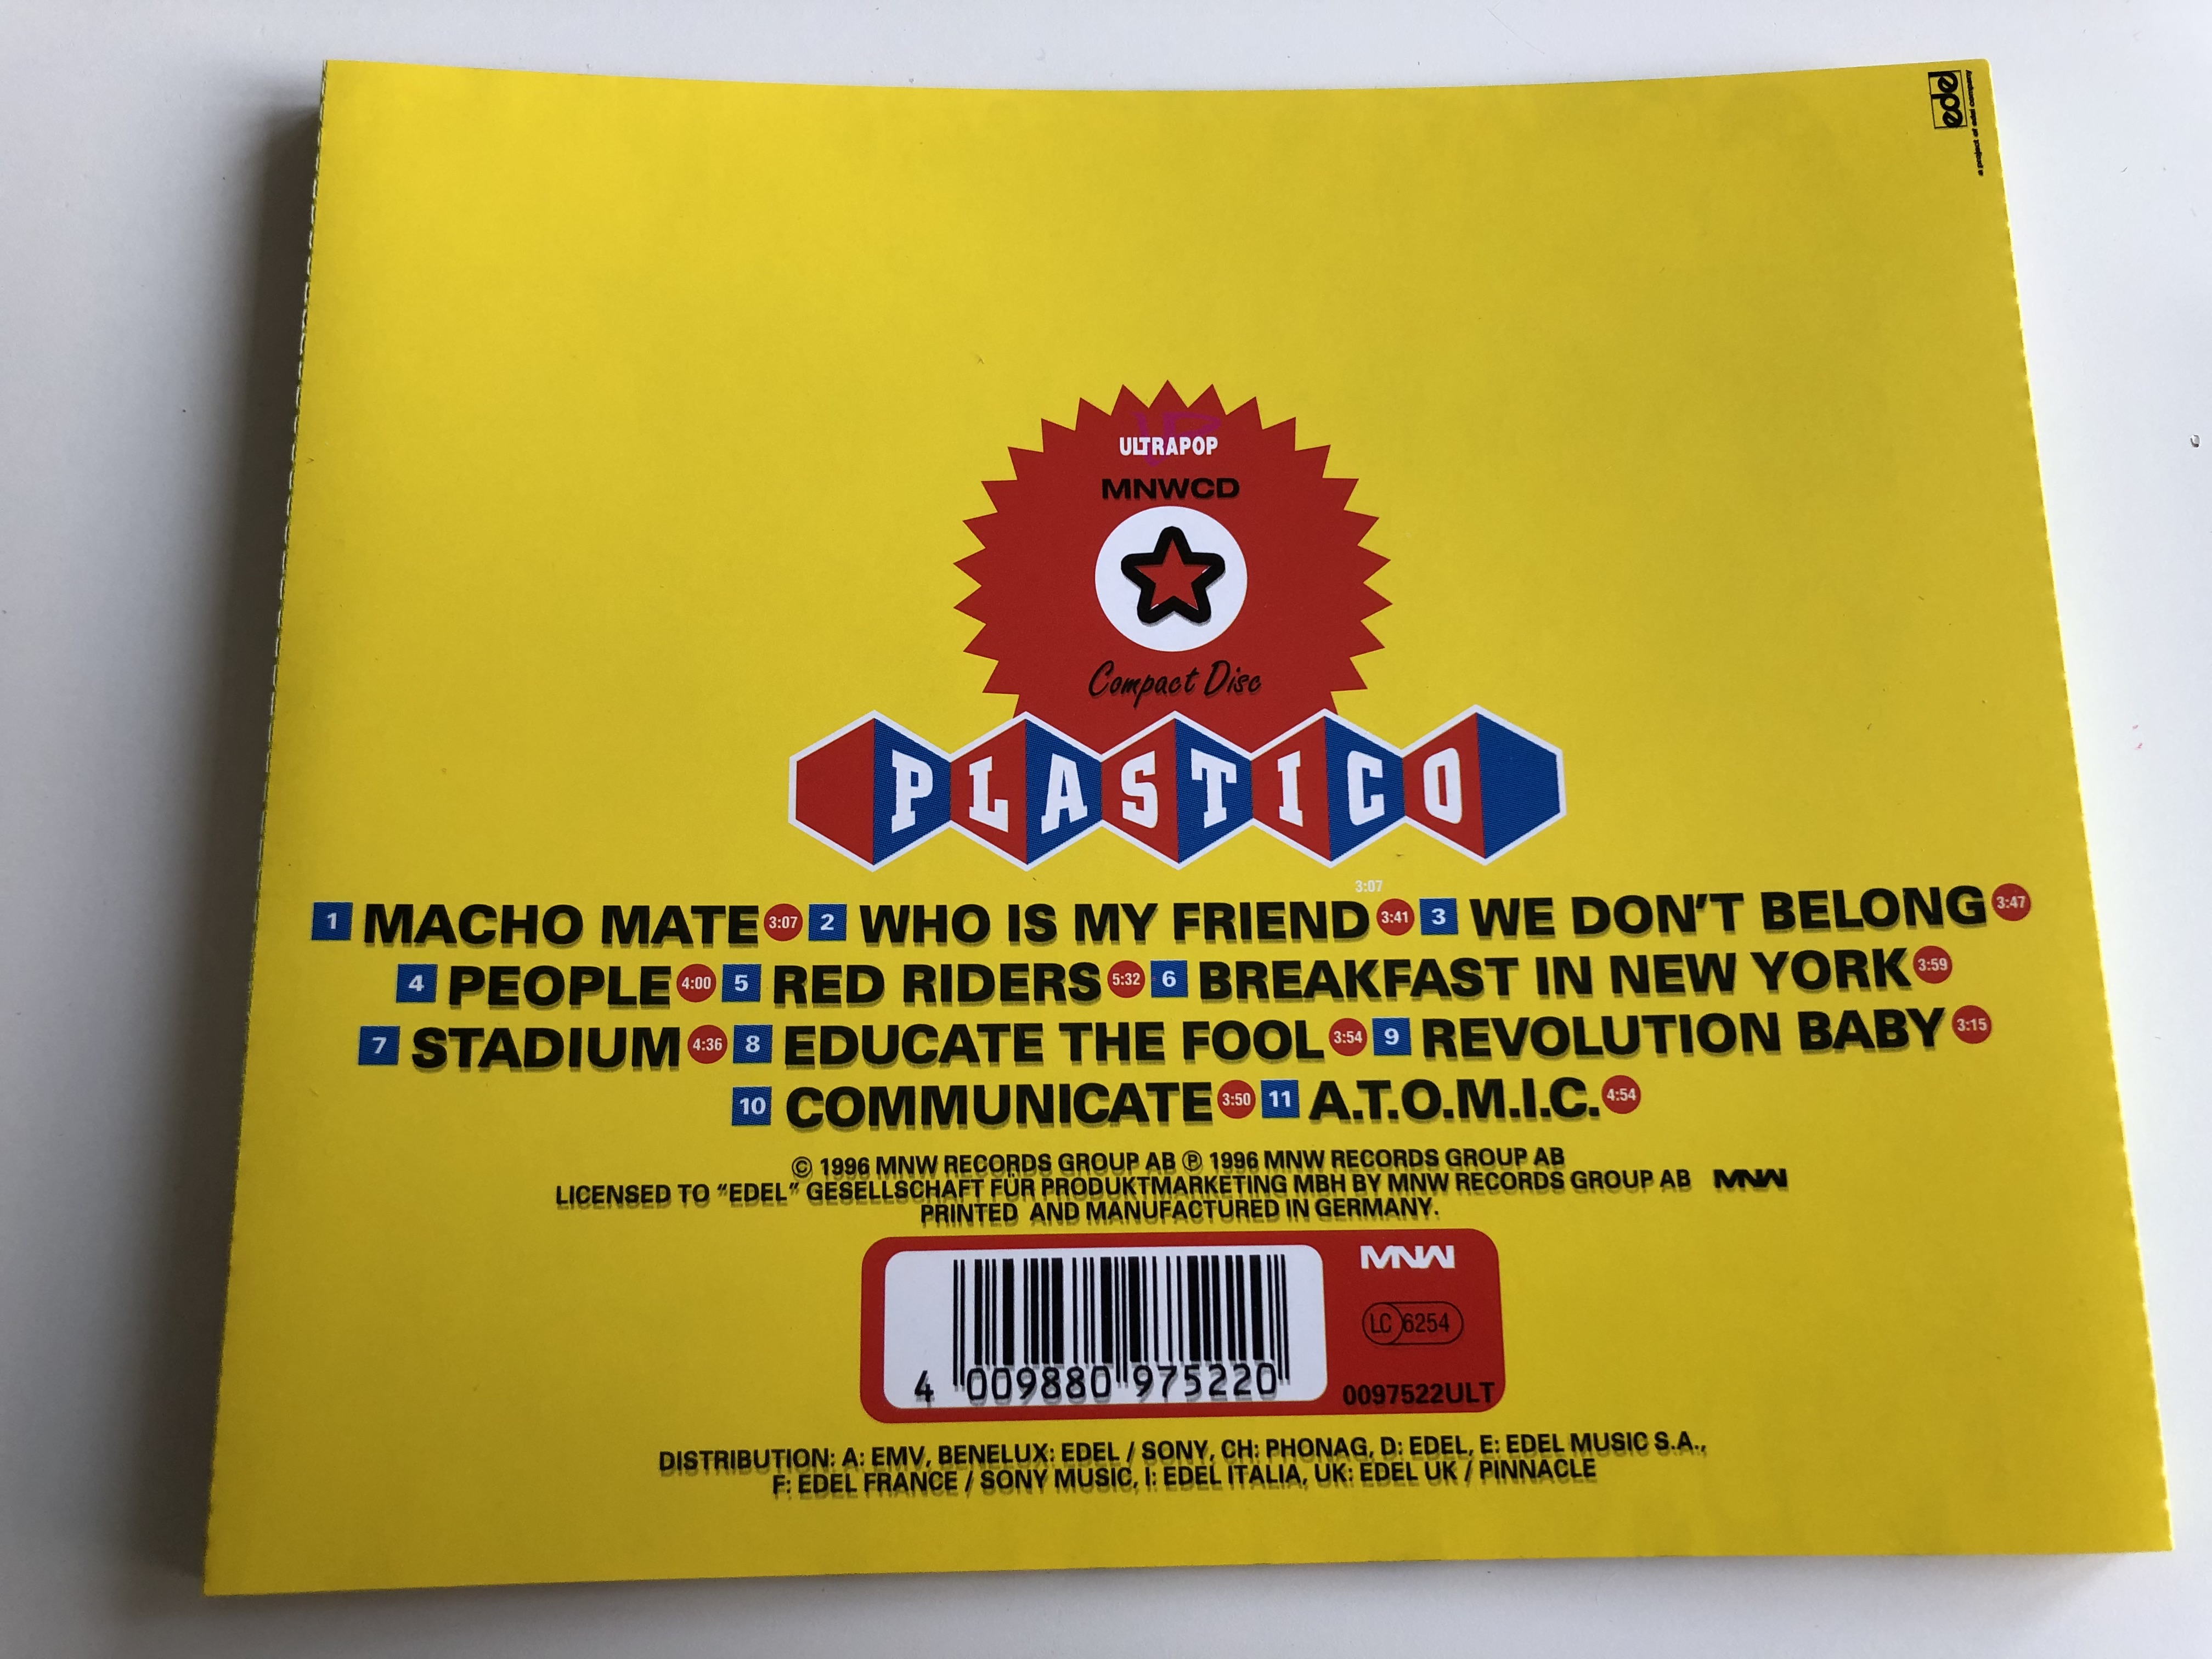 edel
a project of edel company
ULTRAPOP
MNWCD
Compact Disc
PLASTICO
3:07
1 MACHO MATE 3:07 2 WHO IS MY FRIEND 3:41 3 WE DON'T BELONG 3:47
4 PEOPLE 4:00 5 RED RIDERS 5:32 6 BREAKFAST IN NEW YORK 3:59
7 STADIUM 4:36 8 EDUCATE THE FOOL 3:54 9 REVOLUTION BABY 3:15
10 COMMUNICATE 3:50 11 A.T.O.M.I.C. 4:54
© 1996 MNW RECORDS GROUP AB ℗ 1996 MNW RECORDS GROUP AB
LICENSED TO "EDEL" GESELLSCHAFT FÜR PRODUKTMARKETING MBH BY MNW RECORDS GROUP AB MNW
PRINTED AND MANUFACTURED IN GERMANY.
MNW
LC 6254
4 009880 975220
0097522ULT
DISTRIBUTION: A: EMV, BENELUX: EDEL / SONY, CH: PHONAG, D: EDEL, E: EDEL MUSIC S.A.,
F: EDEL FRANCE / SONY MUSIC, I: EDEL ITALIA, UK: EDEL UK / PINNACLE